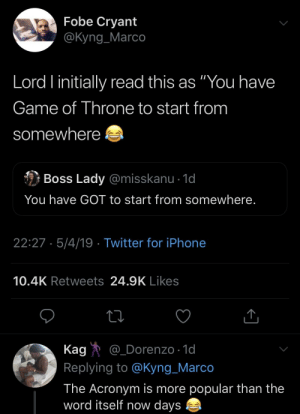 Fobe Cryant
@Kyng_Marco
Lord I initially read this as "You have
Game of Throne to start from
somewhere 😂
Boss Lady @misskanu · 1d
You have GOT to start from somewhere.
22:27 · 5/4/19 · Twitter for iPhone
10.4K Retweets 24.9K Likes
Kag @_Dorenzo · 1d
Replying to @Kyng_Marco
The Acronym is more popular than the
word itself now days 😂